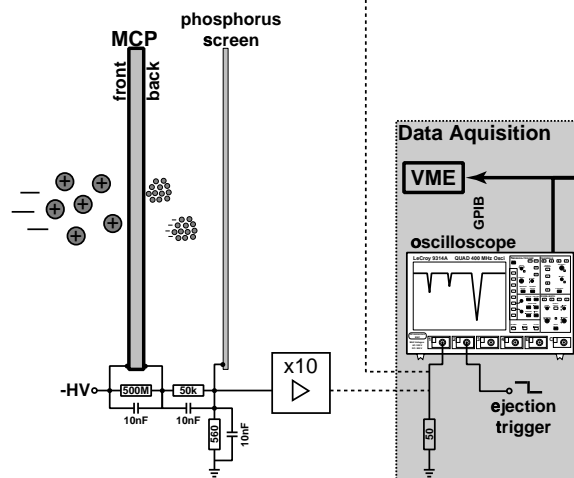 phosphorus
screen
MCP
front
back
Data Aquisition
VME
GPIB
oscilloscope
LeCroy 9314A QUAD 400 MHz Oscl
-HV
500M
50k
10nF
10nF
560
10nF
x10
50
ejection
trigger